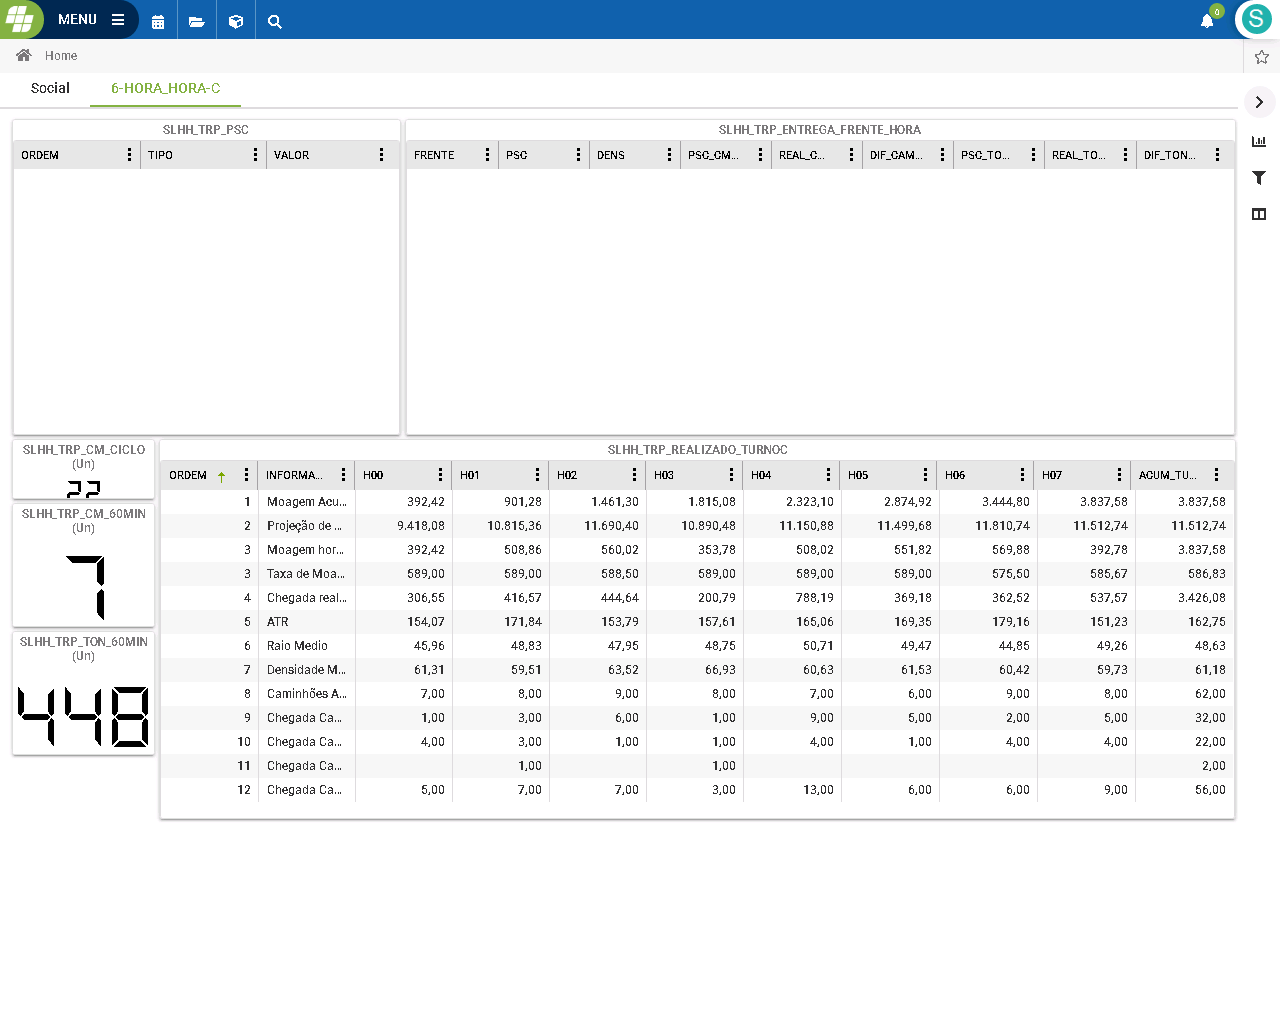 MENU
0
S
Home
Social
6-HORA_HORA-C
SLHH_TRP_PSC
ORDEM TIPO VALOR
SLHH_TRP_ENTREGA_FRENTE_HORA
FRENTE PSC DENS PSC_CM... REAL_C... DIF_CAM... PSC_TO... REAL_TO... DIF_TON...
SLHH_TRP_CM_CICLO
(Un)
22
SLHH_TRP_CM_60MIN
(Un)
7
SLHH_TRP_TON_60MIN
(Un)
448
SLHH_TRP_REALIZADO_TURNOC
ORDEM INFORMA... H00 H01 H02 H03 H04 H05 H06 H07 ACUM_TU...
1 Moagem Acu... 392,42 901,28 1.461,30 1.815,08 2.323,10 2.874,92 3.444,80 3.837,58 3.837,58
2 Projeção de ... 9.418,08 10.815,36 11.690,40 10.890,48 11.150,88 11.499,68 11.810,74 11.512,74 11.512,74
3 Moagem hor... 392,42 508,86 560,02 353,78 508,02 551,82 569,88 392,78 3.837,58
3 Taxa de Moa... 589,00 589,00 588,50 589,00 589,00 589,00 575,50 585,67 586,83
4 Chegada real... 306,55 416,57 444,64 200,79 788,19 369,18 362,52 537,57 3.426,08
5 ATR 154,07 171,84 153,79 157,61 165,06 169,35 179,16 151,23 162,75
6 Raio Medio 45,96 48,83 47,95 48,75 50,71 49,47 44,85 49,26 48,63
7 Densidade M... 61,31 59,51 63,52 66,93 60,63 61,53 60,42 59,73 61,18
8 Caminhões A... 7,00 8,00 9,00 8,00 7,00 6,00 9,00 8,00 62,00
9 Chegada Ca... 1,00 3,00 6,00 1,00 9,00 5,00 2,00 5,00 32,00
10 Chegada Ca... 4,00 3,00 1,00 1,00 4,00 1,00 4,00 4,00 22,00
11 Chegada Ca... 1,00 1,00 2,00
12 Chegada Ca... 5,00 7,00 7,00 3,00 13,00 6,00 6,00 9,00 56,00